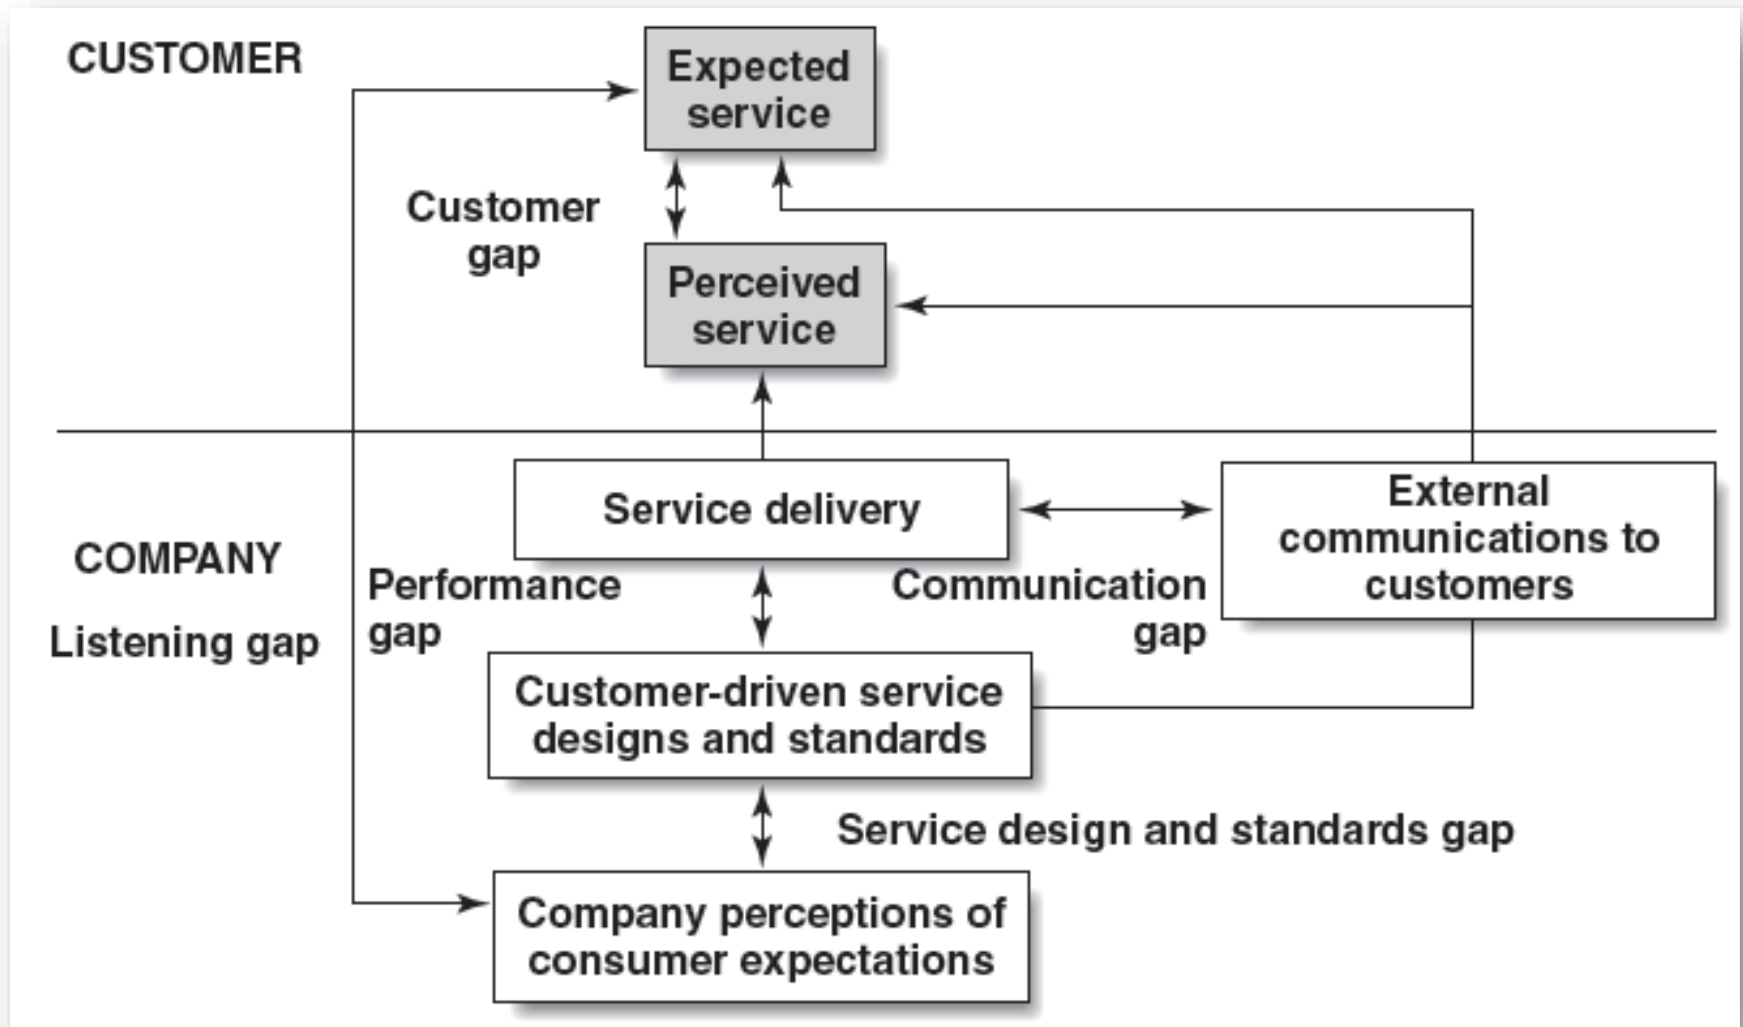 CUSTOMER
Expected
service
Customer
gap
Perceived
service
COMPANY
Listening gap
Service delivery
External
communications to
customers
Performance
gap
Communication
gap
Customer-driven service
designs and standards
Service design and standards gap
Company perceptions of
consumer expectations